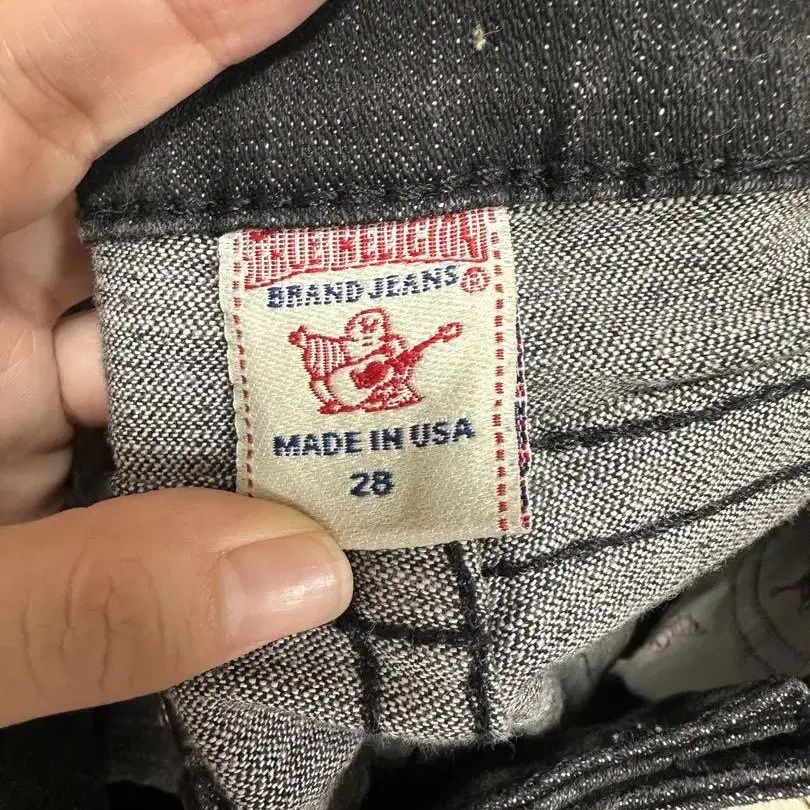 TRUE RELIGION
BRAND JEANS ®
MADE IN USA
28